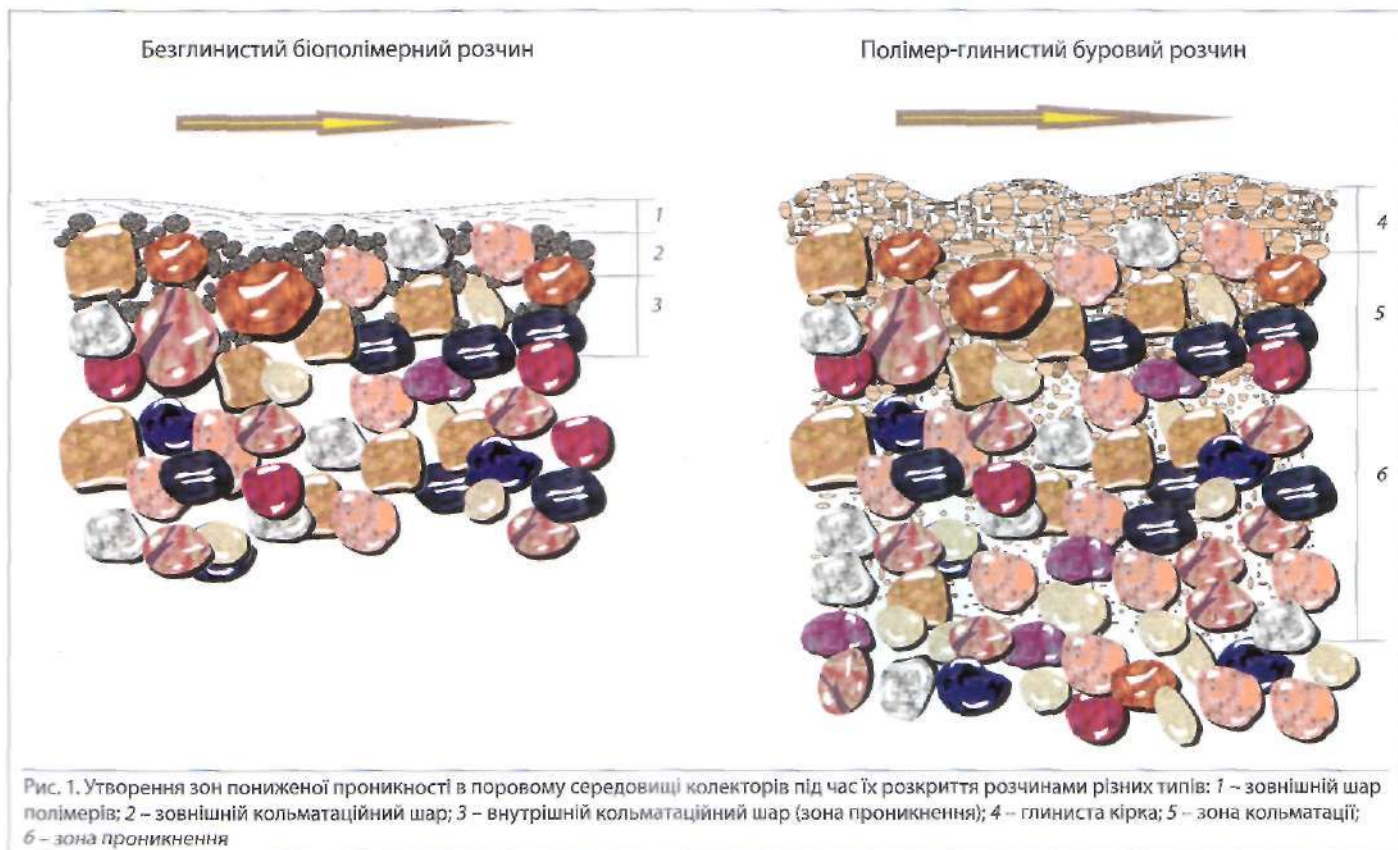 Безглинистий біополімерний розчин
Полімер-глинистий буровий розчин
1
2
3
4
5
6
Рис. 1. Утворення зон пониженої проникності в поровому середовищі колекторів під час їх розкриття розчинами різних типів: 1 – зовнішній шар
полімерів; 2 – зовнішній кольматаційний шар; 3 – внутрішній кольматаційний шар (зона проникнення); 4 – глиниста кірка; 5 – зона кольматації;
6 – зона проникнення